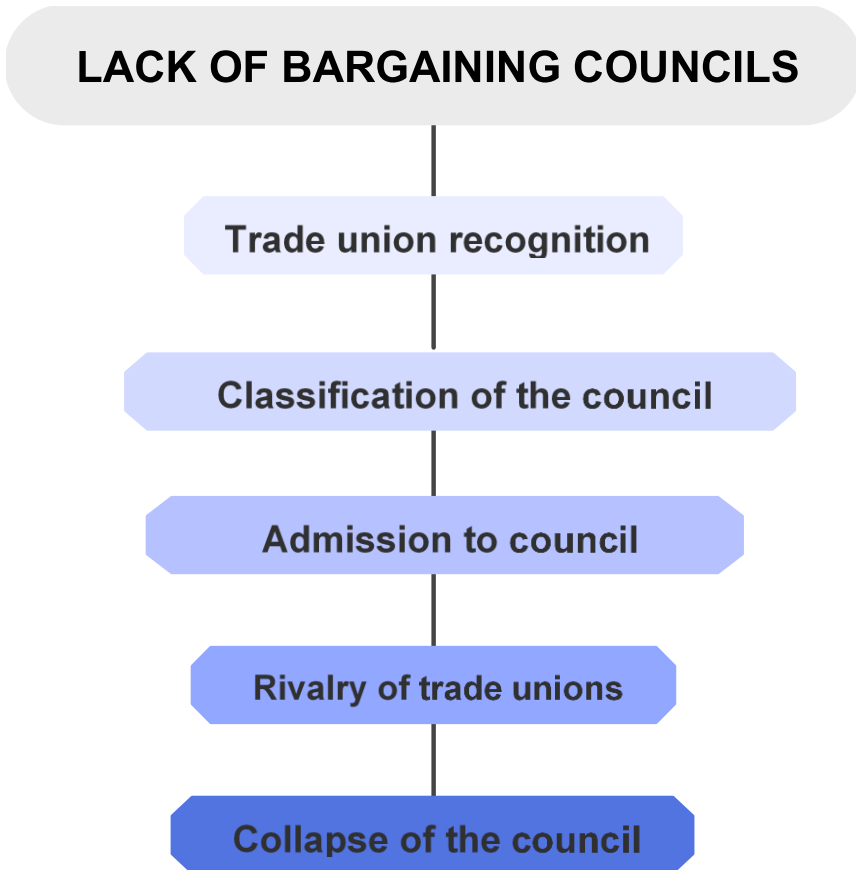 LACK OF BARGAINING COUNCILS
Trade union recognition
Classification of the council
Admission to council
Rivalry of trade unions
Collapse of the council